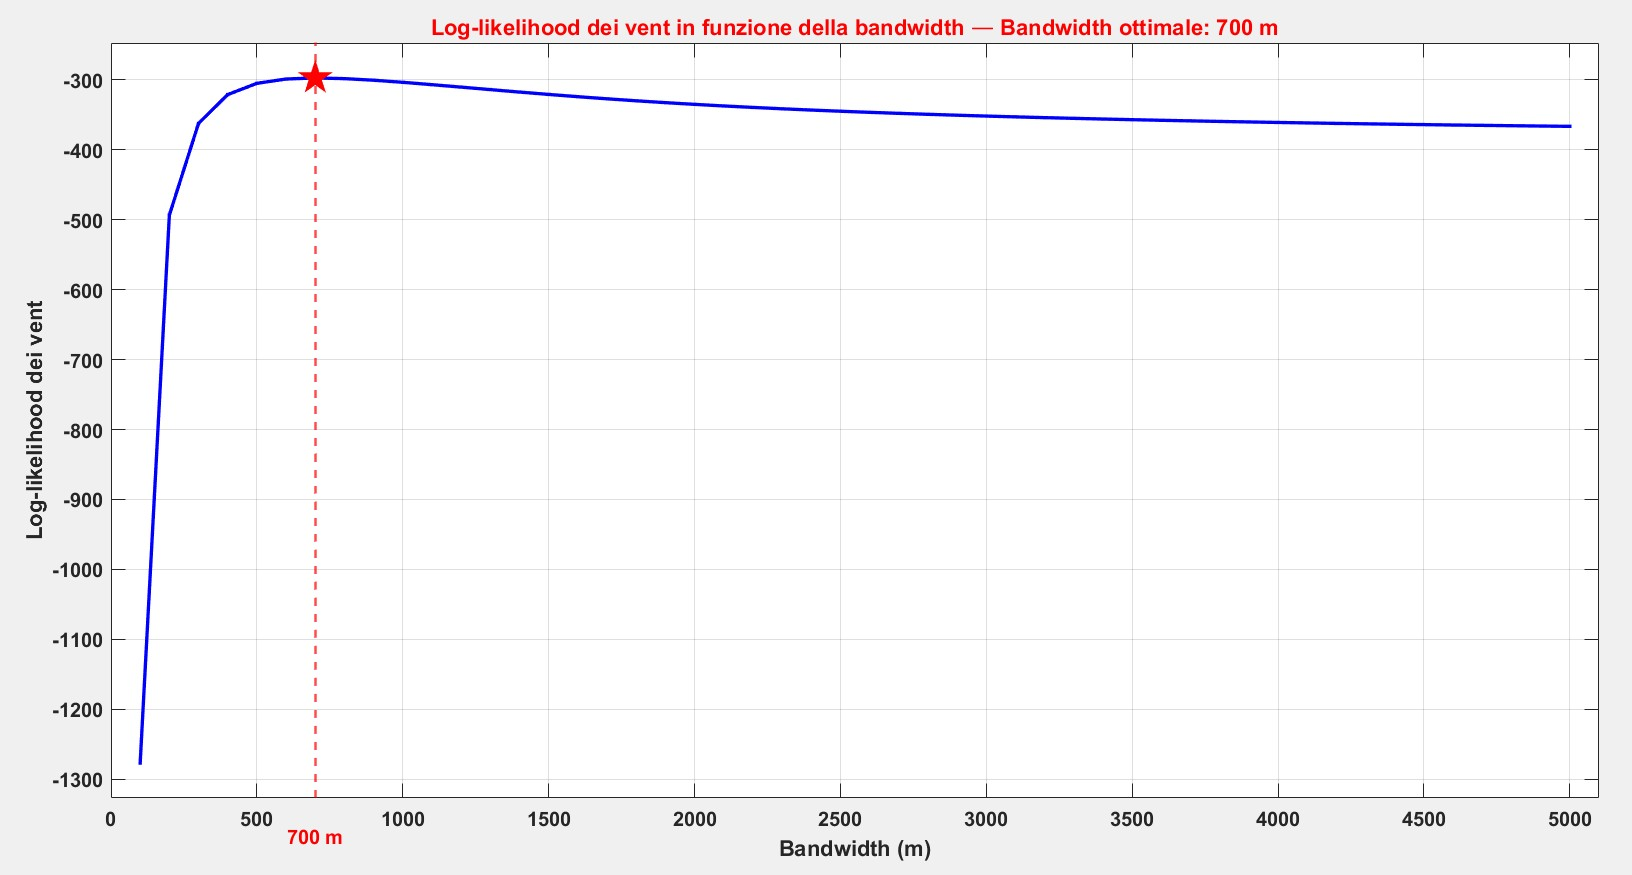 Log-likelihood dei vent in funzione della bandwidth — Bandwidth ottimale: 700 m
Log-likelihood dei vent
-300
-400
-500
-600
-700
-800
-900
-1000
-1100
-1200
-1300
0 500 1000 1500 2000 2500 3000 3500 4000 4500 5000
700 m
Bandwidth (m)